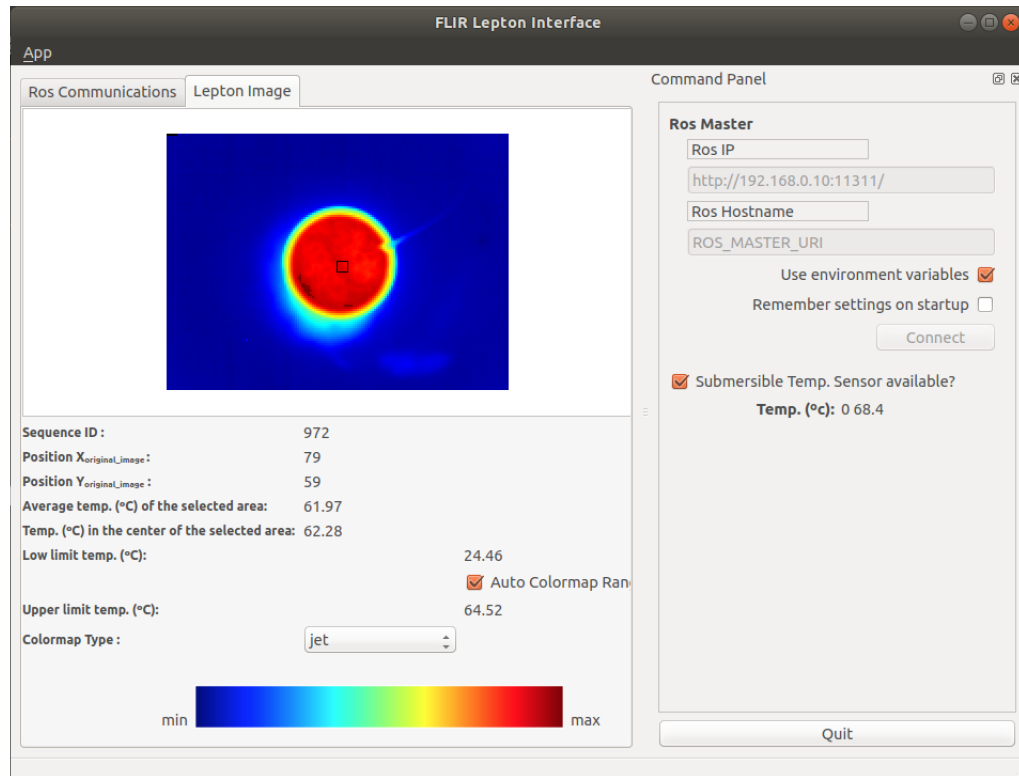 FLIR Lepton Interface
App
Ros Communications
Lepton Image
Sequence ID : 972
Position Xoriginal_image : 79
Position Yoriginal_image : 59
Average temp. (ºC) of the selected area: 61.97
Temp. (ºC) in the center of the selected area: 62.28
Low limit temp. (ºC): 24.46
Auto Colormap Ran
Upper limit temp. (ºC): 64.52
Colormap Type : jet
min max
Command Panel
Ros Master
Ros IP
http://192.168.0.10:11311/
Ros Hostname
ROS_MASTER_URI
Use environment variables
Remember settings on startup
Connect
Submersible Temp. Sensor available?
Temp. (ºc): 0 68.4
Quit